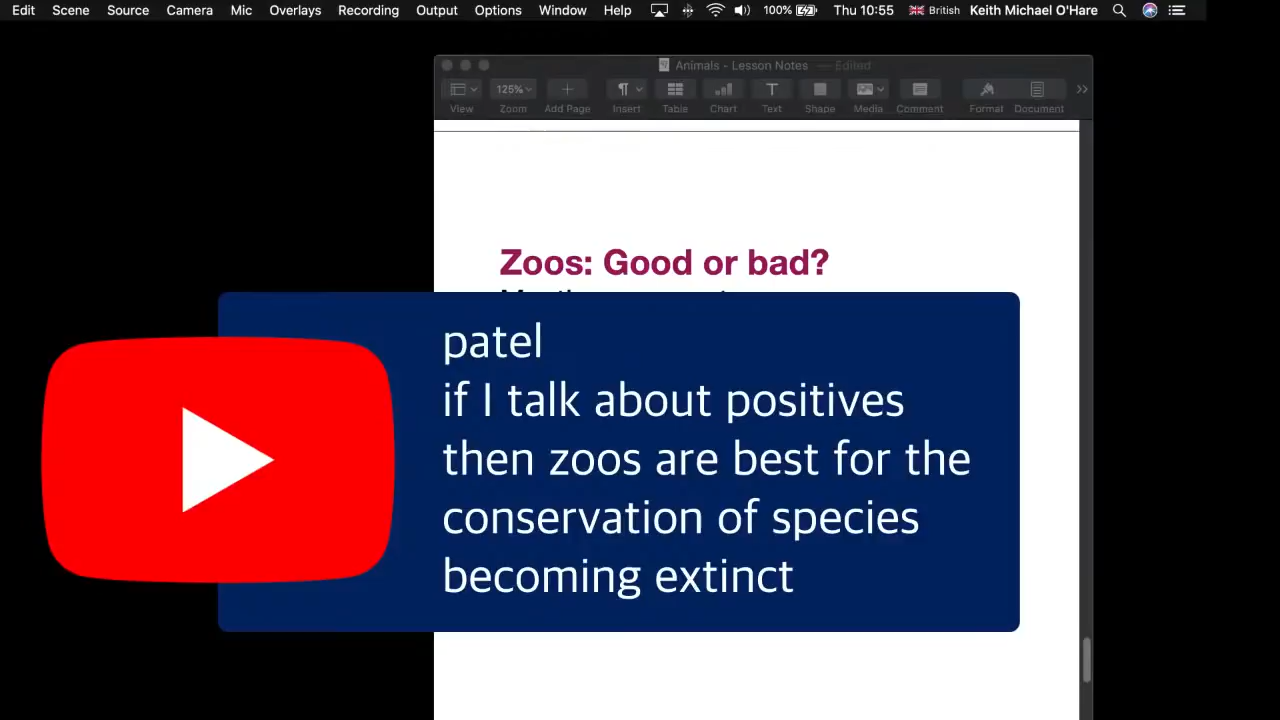 Edit Scene Source Camera Mic Overlays Recording Output Options Window Help 100% Thu 10:55 British Keith Michael O'Hare
Animals - Lesson Notes — Edited
125%
View Zoom Add Page Insert Table Chart Text Shape Media Comment Format Document
Zoos: Good or bad?
patel
if I talk about positives
then zoos are best for the
conservation of species
becoming extinct